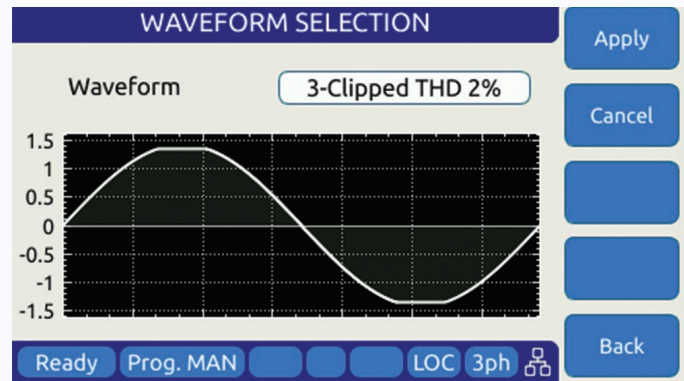 WAVEFORM SELECTION
Waveform 3-Clipped THD 2%
1.5
1
0.5
0
-0.5
-1
-1.5
Ready Prog. MAN LOC 3ph
Apply
Cancel
Back